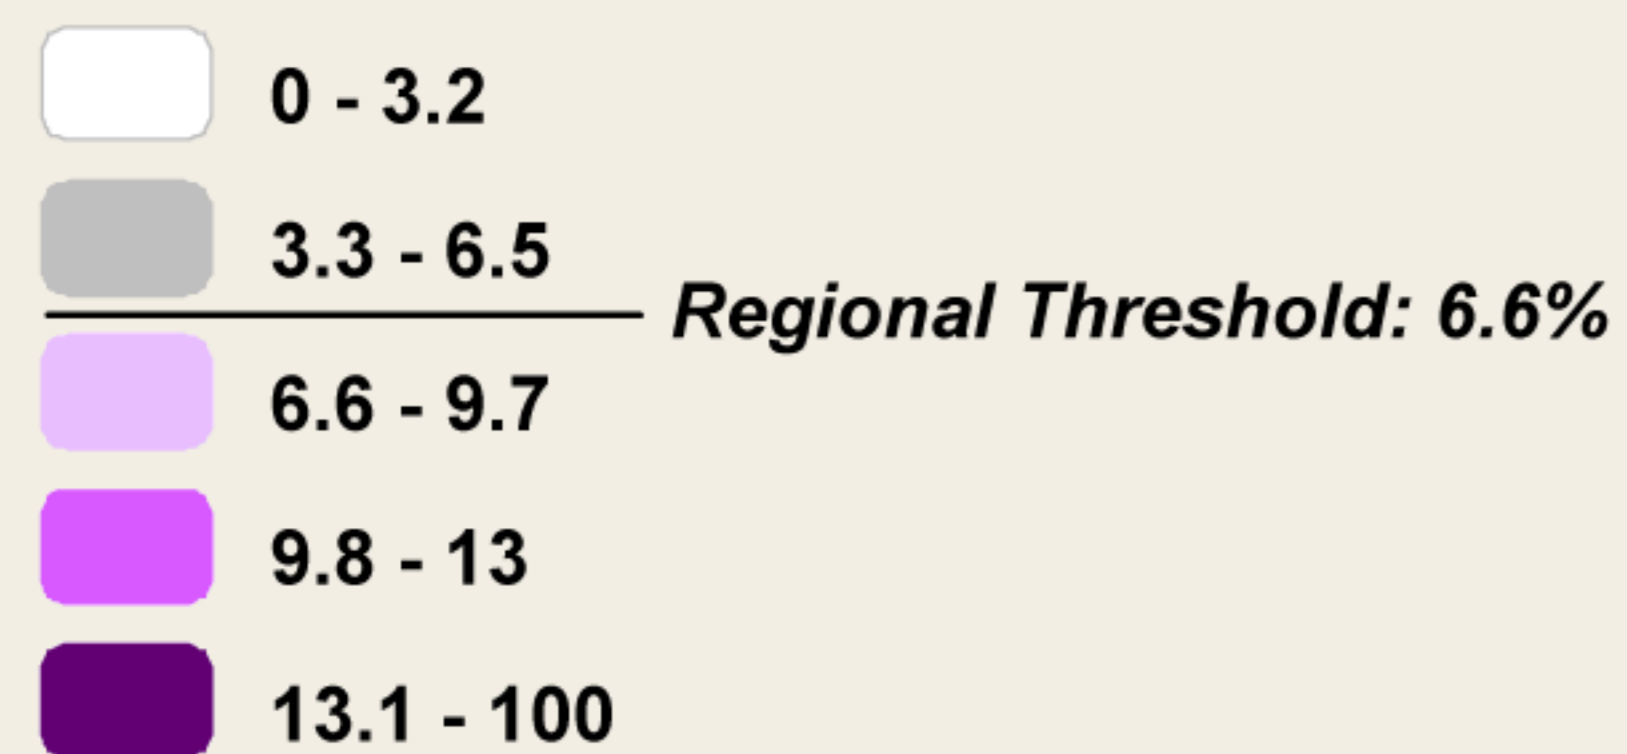 0 - 3.2
3.3 - 6.5
Regional Threshold: 6.6%
6.6 - 9.7
9.8 - 13
13.1 - 100